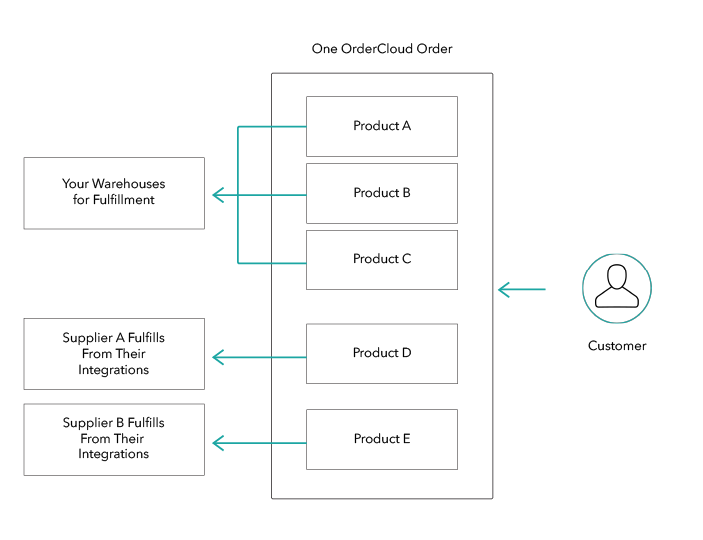 One OrderCloud Order
Product A
Your Warehouses
for Fulfillment
Product B
Product C
Customer
Supplier A Fulfills
From Their
Integrations
Product D
Supplier B Fulfills
From Their
Integrations
Product E